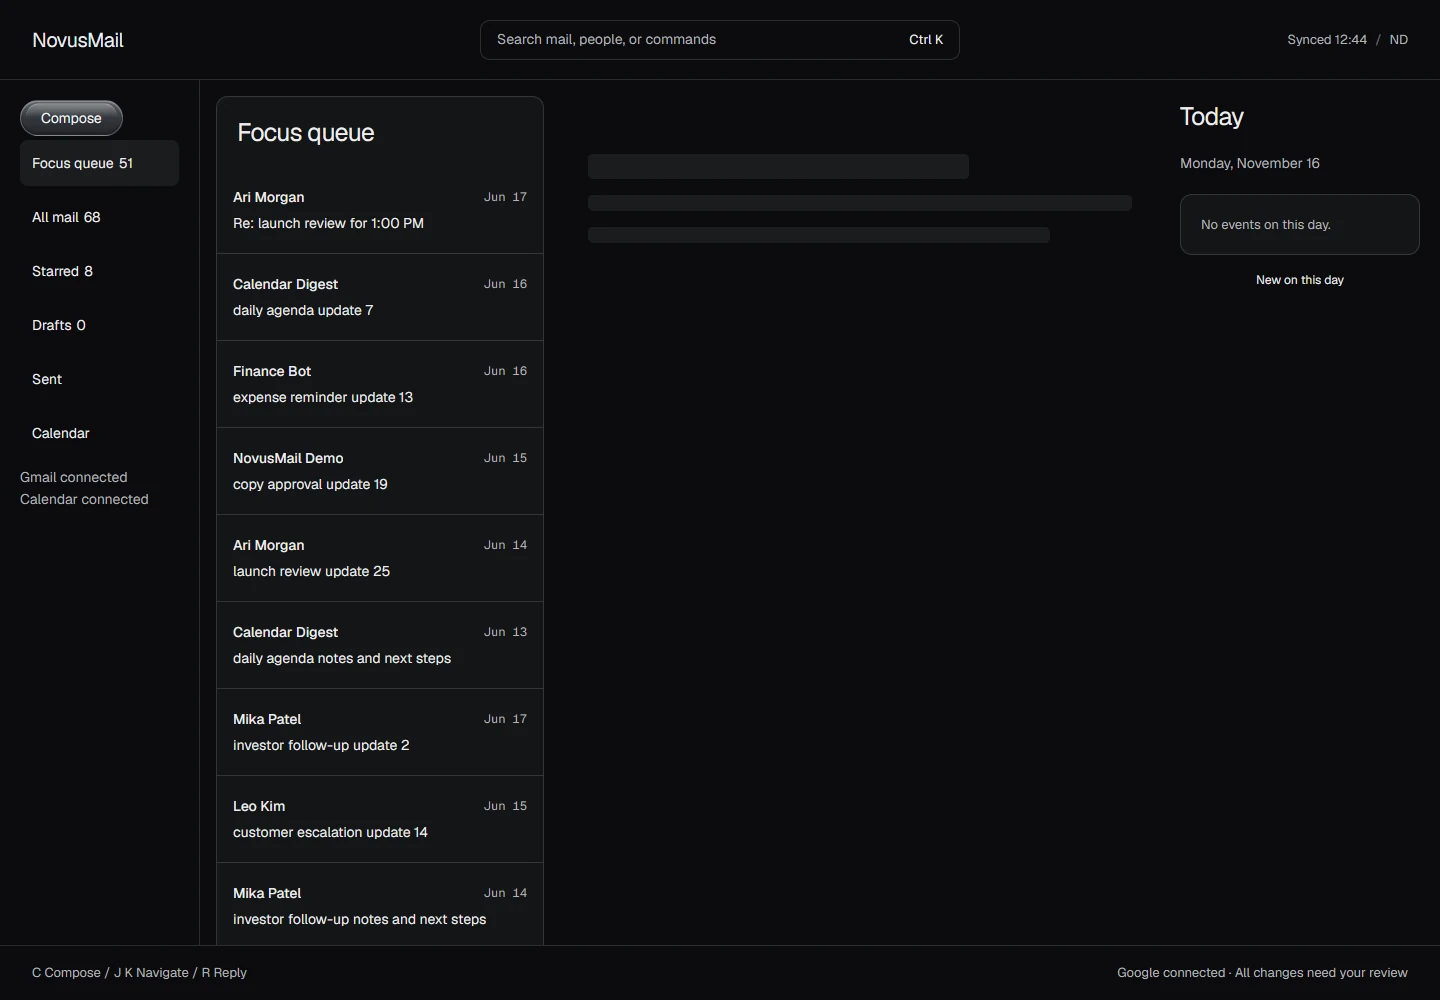 NovusMail
Search mail, people, or commands
Ctrl K
Synced 12:44 / ND
Compose
Focus queue 51
All mail 68
Starred 8
Drafts 0
Sent
Calendar
Gmail connected
Calendar connected
Focus queue
Ari Morgan Jun 17
Re: launch review for 1:00 PM
Calendar Digest Jun 16
daily agenda update 7
Finance Bot Jun 16
expense reminder update 13
NovusMail Demo Jun 15
copy approval update 19
Ari Morgan Jun 14
launch review update 25
Calendar Digest Jun 13
daily agenda notes and next steps
Mika Patel Jun 17
investor follow-up update 2
Leo Kim Jun 15
customer escalation update 14
Mika Patel Jun 14
investor follow-up notes and next steps
Today
Monday, November 16
No events on this day.
New on this day
C Compose / J K Navigate / R Reply
Google connected · All changes need your review